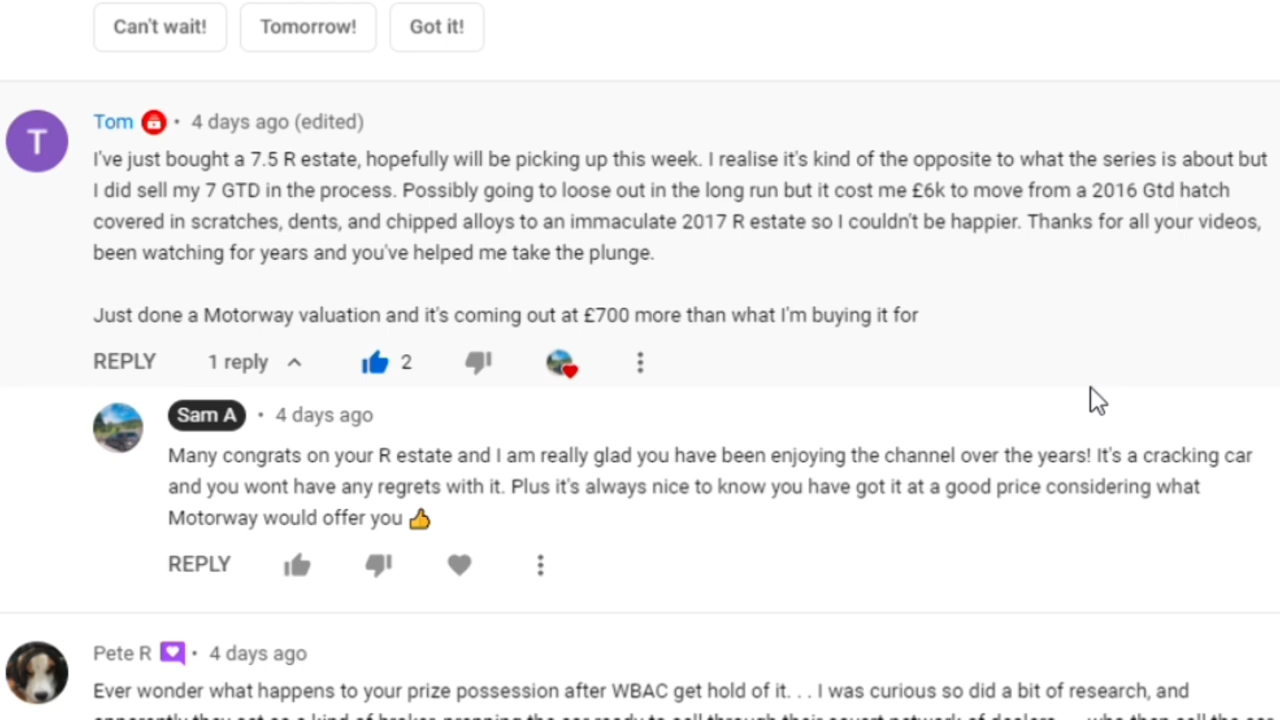 Can't wait! Tomorrow! Got it!
T
Tom • 4 days ago (edited)
I've just bought a 7.5 R estate, hopefully will be picking up this week. I realise it's kind of the opposite to what the series is about but
I did sell my 7 GTD in the process. Possibly going to loose out in the long run but it cost me £6k to move from a 2016 Gtd hatch
covered in scratches, dents, and chipped alloys to an immaculate 2017 R estate so I couldn't be happier. Thanks for all your videos,
been watching for years and you've helped me take the plunge.
Just done a Motorway valuation and it's coming out at £700 more than what I'm buying it for
REPLY 1 reply 2
Sam A • 4 days ago
Many congrats on your R estate and I am really glad you have been enjoying the channel over the years! It's a cracking car
and you wont have any regrets with it. Plus it's always nice to know you have got it at a good price considering what
Motorway would offer you 👍
REPLY
Pete R • 4 days ago
Ever wonder what happens to your prize possession after WBAC get hold of it. . . I was curious so did a bit of research, and